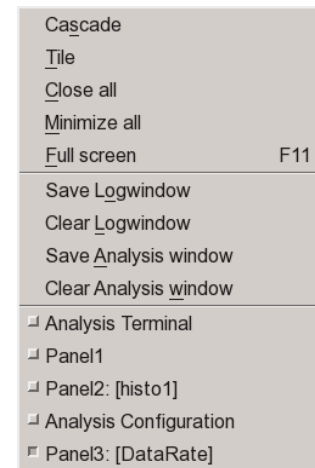 Cascade
Tile
Close all
Minimize all
Full screen F11
Save Logwindow
Clear Logwindow
Save Analysis window
Clear Analysis window
Analysis Terminal
Panel1
Panel2: [histo1]
Analysis Configuration
Panel3: [DataRate]